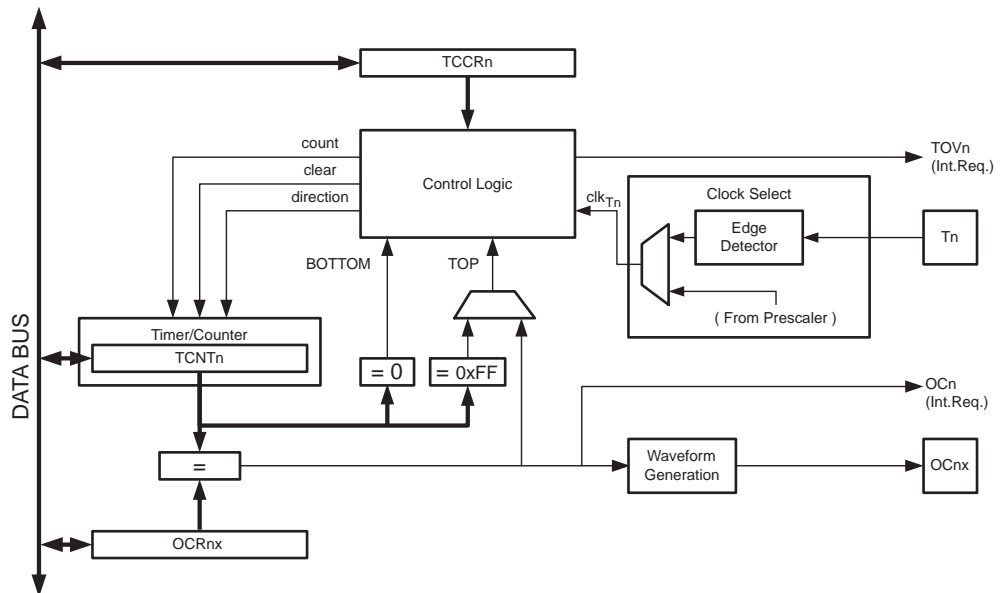 TCCRn
count
clear
direction
Control Logic
TOVn
(Int.Req.)
clkTn
Clock Select
Edge
Detector
Tn
( From Prescaler )
BOTTOM
TOP
DATA BUS
Timer/Counter
TCNTn
= 0
= 0xFF
OCn
(Int.Req.)
=
Waveform
Generation
OCnx
OCRnx